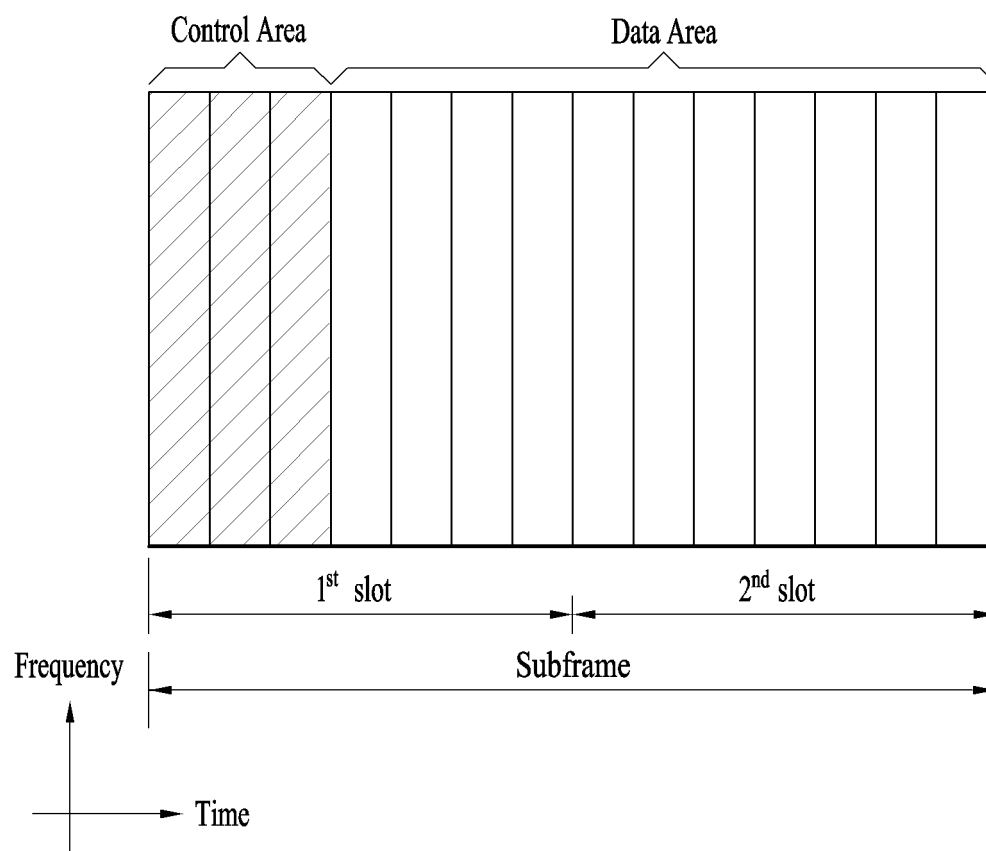 Control Area
Data Area
1st slot
2nd slot
Subframe
Frequency
Time